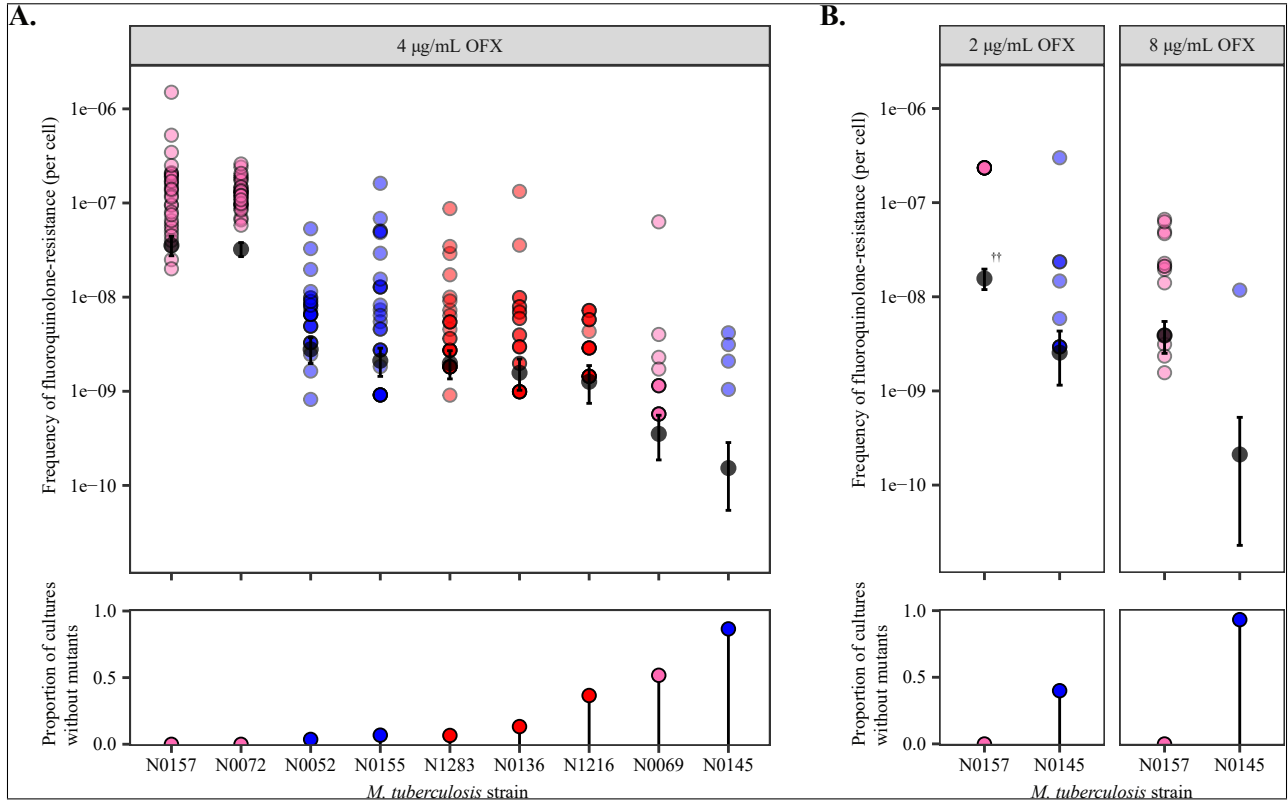 A.
B.
4 μg/mL OFX
2 μg/mL OFX
8 μg/mL OFX
Frequency of fluoroquinolone-resistance (per cell)
1e−06
1e−07
1e−08
1e−09
1e−10
Frequency of fluoroquinolone-resistance (per cell)
1e−06
1e−07
1e−08
1e−09
1e−10
††
Proportion of cultures
without mutants
1.0
0.5
0.0
N0157 N0072 N0052 N0155 N1283 N0136 N1216 N0069 N0145
M. tuberculosis strain
Proportion of cultures
without mutants
1.0
0.5
0.0
N0157 N0145 N0157 N0145
M. tuberculosis strain